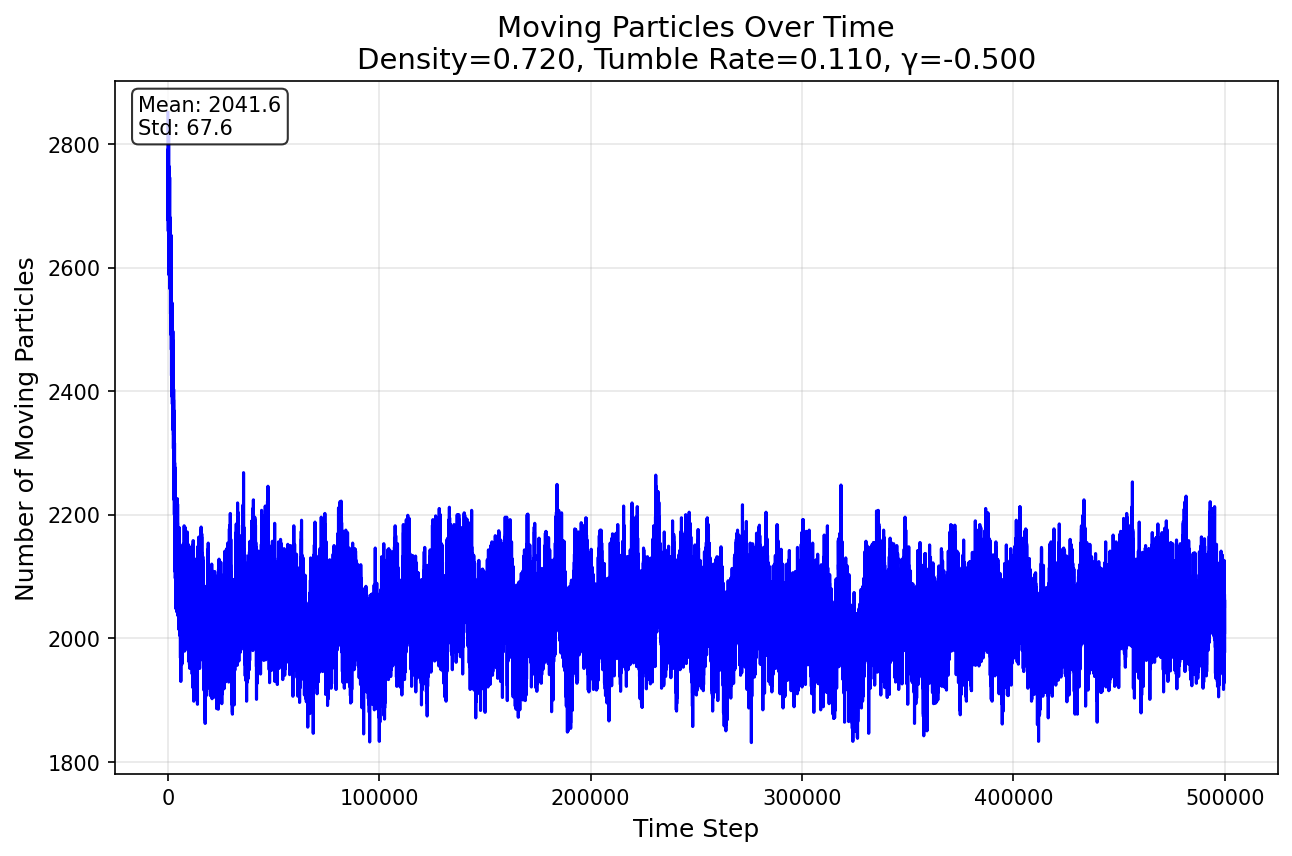 Moving Particles Over Time
Density=0.720, Tumble Rate=0.110, γ=-0.500
Mean: 2041.6
Std: 67.6
Number of Moving Particles
2800
2600
2400
2200
2000
1800
0 100000 200000 300000 400000 500000
Time Step